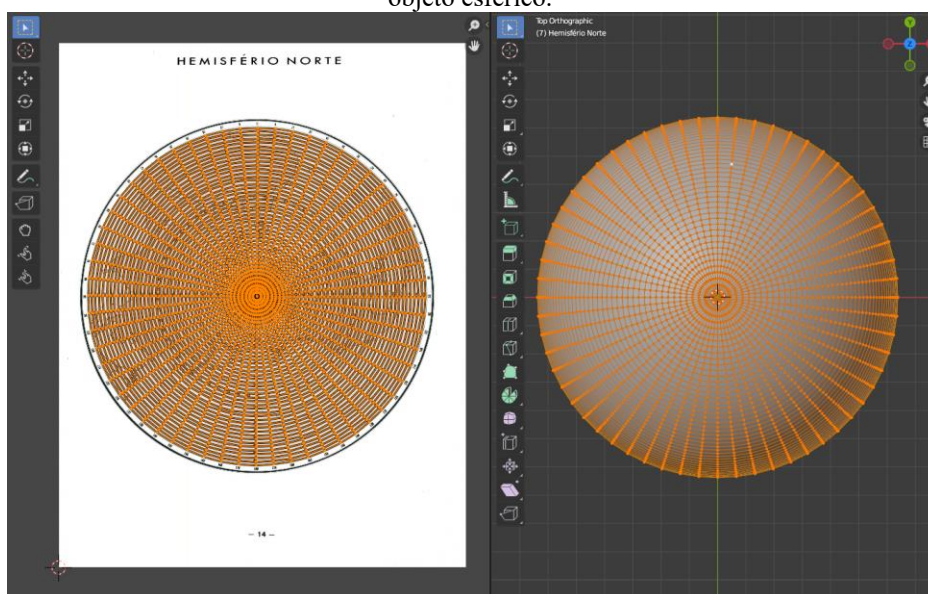 objeto esférico.
HEMISFÉRIO NORTE
— 14 —
Top Orthographic
(7) Hemisfério Norte
Y
Z